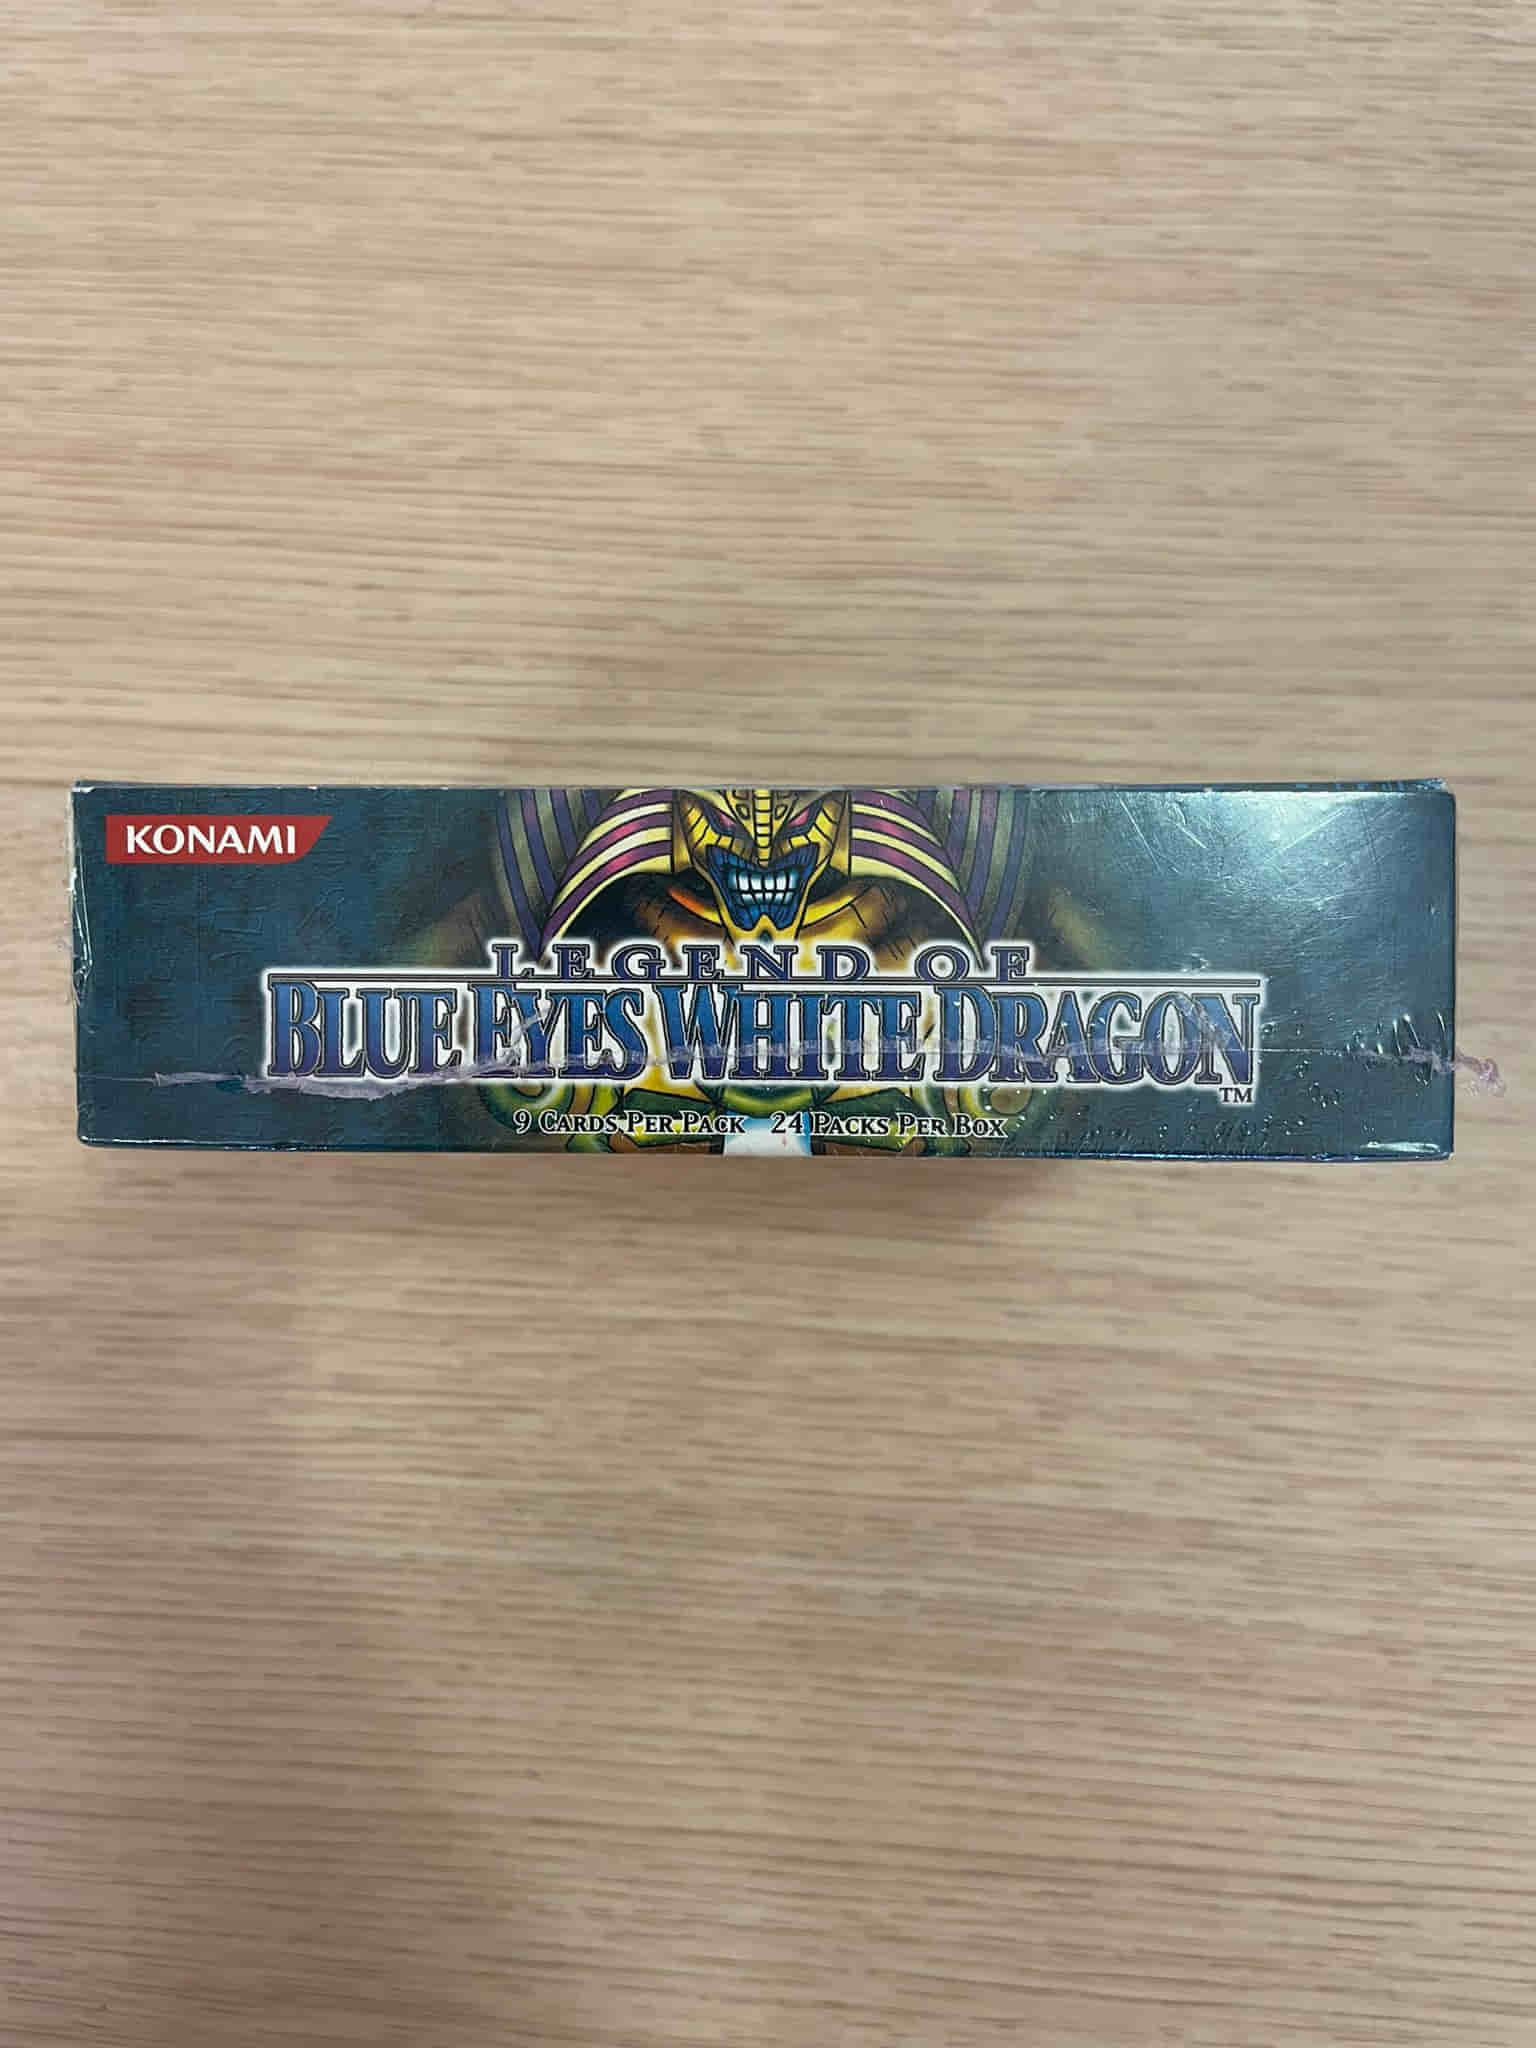 KONAMI
LEGEND OF
BLUE EYES WHITE DRAGON
TM
9 CARDS PER PACK 24 PACKS PER BOX